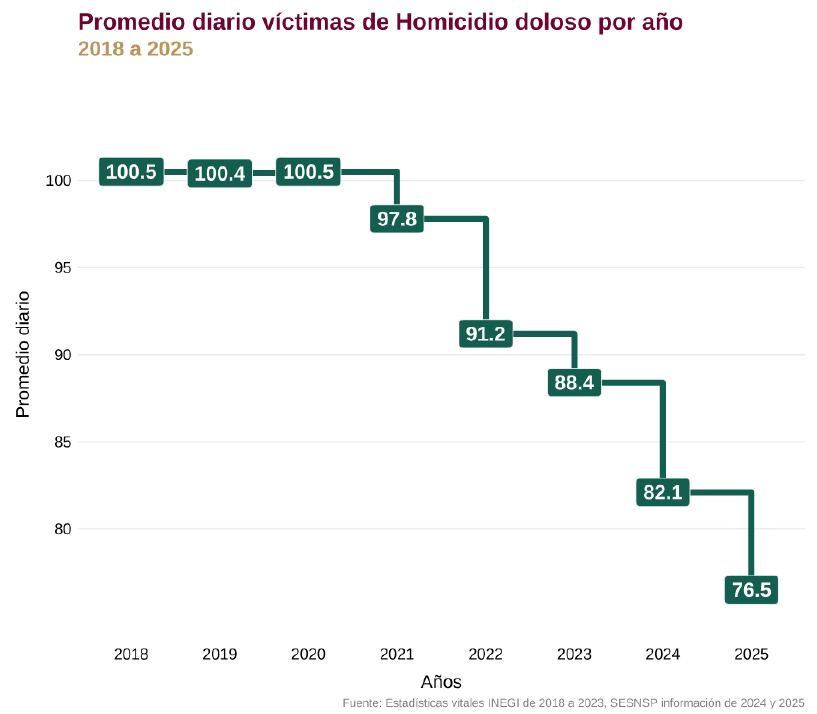 Promedio diario víctimas de Homicidio doloso por año
2018 a 2025
Promedio diario
100
95
90
85
80
100.5
100.4
100.5
97.8
91.2
88.4
82.1
76.5
2018 2019 2020 2021 2022 2023 2024 2025
Años
Fuente: Estadísticas vitales INEGI de 2018 a 2023, SESNSP información de 2024 y 2025